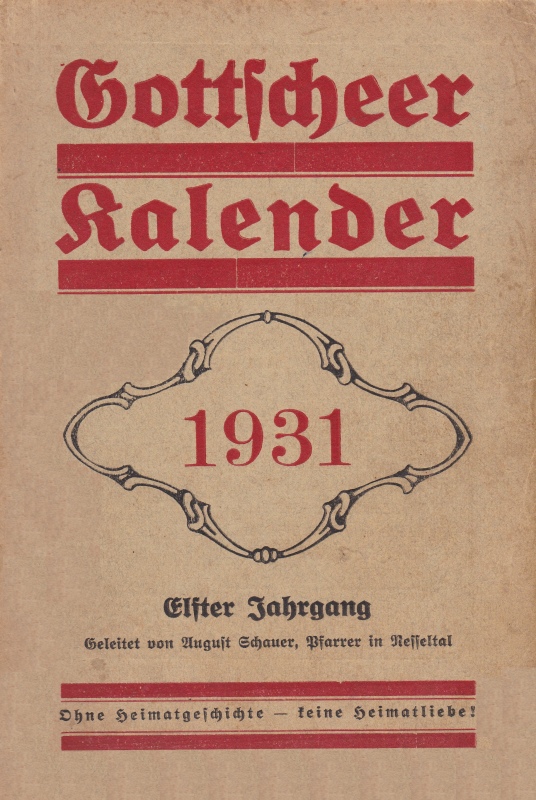 Gottscheer
Kalender
1931
Elfter Jahrgang
Geleitet von August Schauer, Pfarrer in Nesseltal
Ohne Heimatgeschichte — keine Heimatliebe!